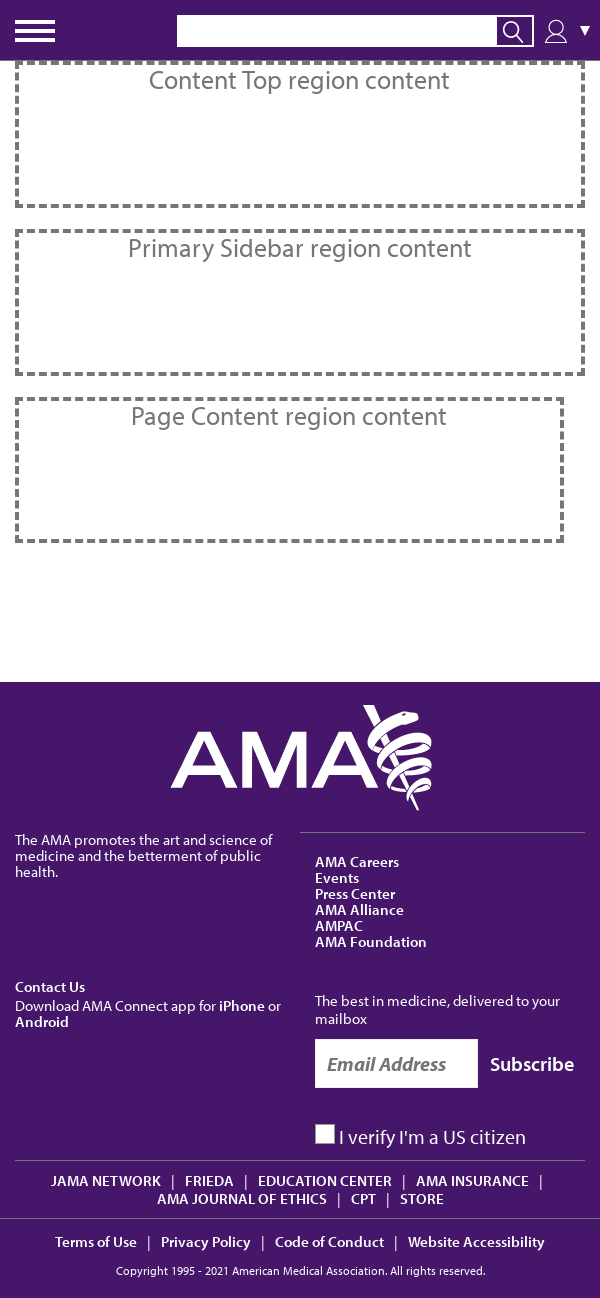 Content Top region content
Primary Sidebar region content
Page Content region content
AMA
The AMA promotes the art and science of
medicine and the betterment of public
health.
AMA Careers
Events
Press Center
AMA Alliance
AMPAC
AMA Foundation
Contact Us
Download AMA Connect app for iPhone or
Android
The best in medicine, delivered to your
mailbox
Email Address
Subscribe
I verify I'm a US citizen
JAMA NETWORK | FRIEDA | EDUCATION CENTER | AMA INSURANCE |
AMA JOURNAL OF ETHICS | CPT | STORE
Terms of Use | Privacy Policy | Code of Conduct | Website Accessibility
Copyright 1995 - 2021 American Medical Association. All rights reserved.